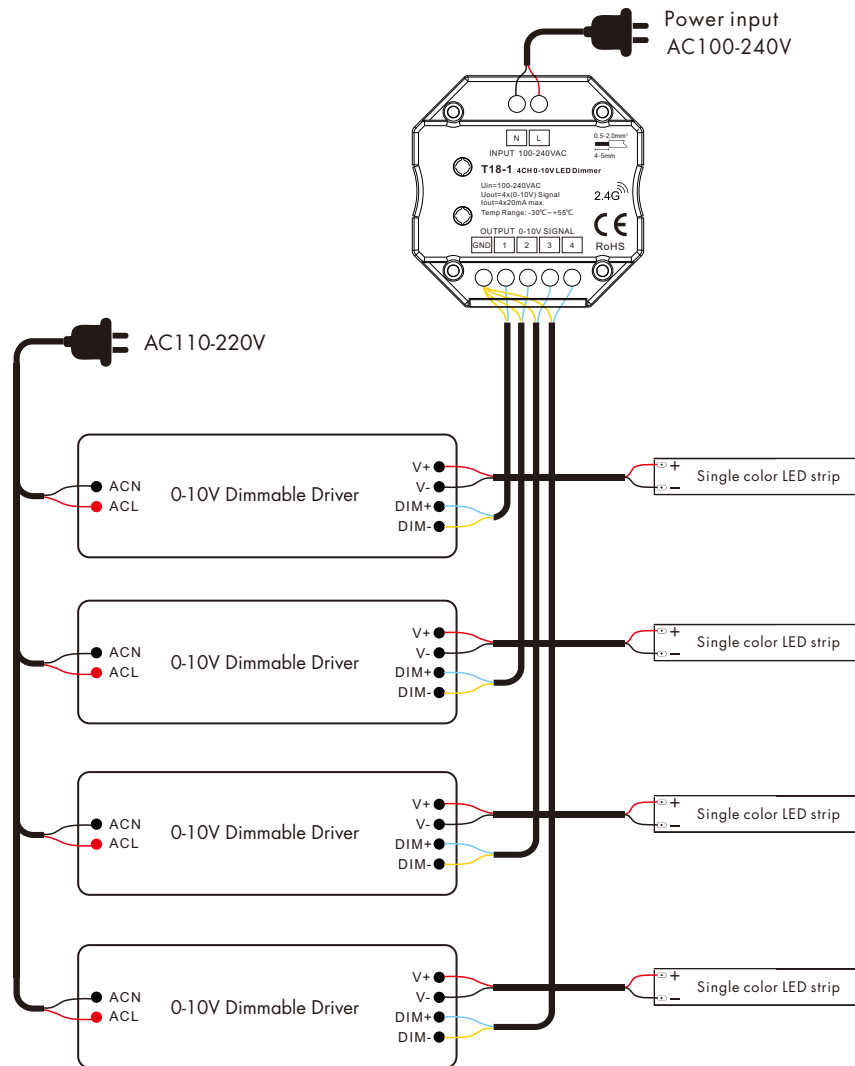 Power input
AC100-240V
N L
0.5-2.0mm²
INPUT 100-240VAC
4-5mm
T18-1 4CH 0-10V LED Dimmer
Uin=100-240VAC
Uout=4x(0-10V) Signal
Iout=4x20mA max.
Temp Range: -30℃~+55℃
2.4G
CE
RoHS
OUTPUT 0-10V SIGNAL
GND 1 2 3 4
AC110-220V
V+
ACN
V-
0-10V Dimmable Driver
ACL
DIM+
DIM-
+
Single color LED strip
−
V+
ACN
V-
0-10V Dimmable Driver
ACL
DIM+
DIM-
+
Single color LED strip
−
V+
ACN
V-
0-10V Dimmable Driver
ACL
DIM+
DIM-
+
Single color LED strip
−
V+
ACN
V-
0-10V Dimmable Driver
ACL
DIM+
DIM-
+
Single color LED strip
−